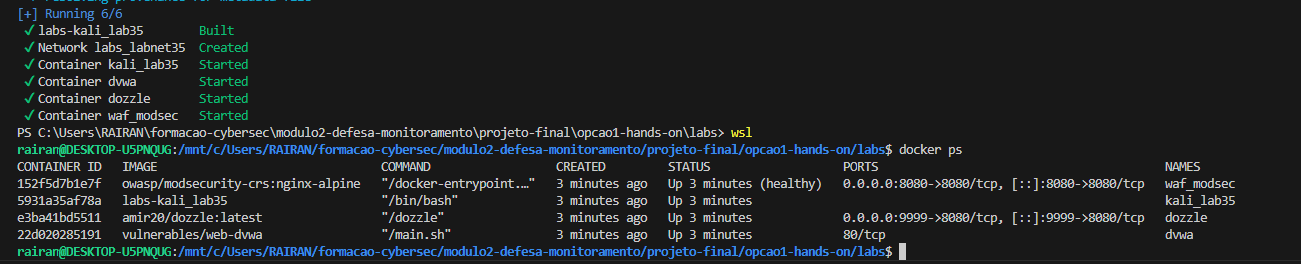 [+] Running 6/6
✓ labs-kali_lab35 Built
✓ Network labs_labnet35 Created
✓ Container kali_lab35 Started
✓ Container dvwa Started
✓ Container dozzle Started
✓ Container waf_modsec Started
PS C:\Users\RAIRAN\formacao-cybersec\modulo2-defesa-monitoramento\projeto-final\opcao1-hands-on\labs> wsl
rairan@DESKTOP-U5PNQUG:/mnt/c/Users/RAIRAN/formacao-cybersec/modulo2-defesa-monitoramento/projeto-final/opcao1-hands-on/labs$ docker ps
CONTAINER ID IMAGE COMMAND CREATED STATUS PORTS NAMES
152f5d7b1e7f owasp/modsecurity-crs:nginx-alpine "/docker-entrypoint.…" 3 minutes ago Up 3 minutes (healthy) 0.0.0.0:8080->8080/tcp, [::]:8080->8080/tcp waf_modsec
5931a35af78a labs-kali_lab35 "/bin/bash" 3 minutes ago Up 3 minutes kali_lab35
e3ba41bd5511 amir20/dozzle:latest "/dozzle" 3 minutes ago Up 3 minutes 0.0.0.0:9999->8080/tcp, [::]:9999->8080/tcp dozzle
22d020285191 vulnerables/web-dvwa "/main.sh" 3 minutes ago Up 3 minutes 80/tcp dvwa
rairan@DESKTOP-U5PNQUG:/mnt/c/Users/RAIRAN/formacao-cybersec/modulo2-defesa-monitoramento/projeto-final/opcao1-hands-on/labs$